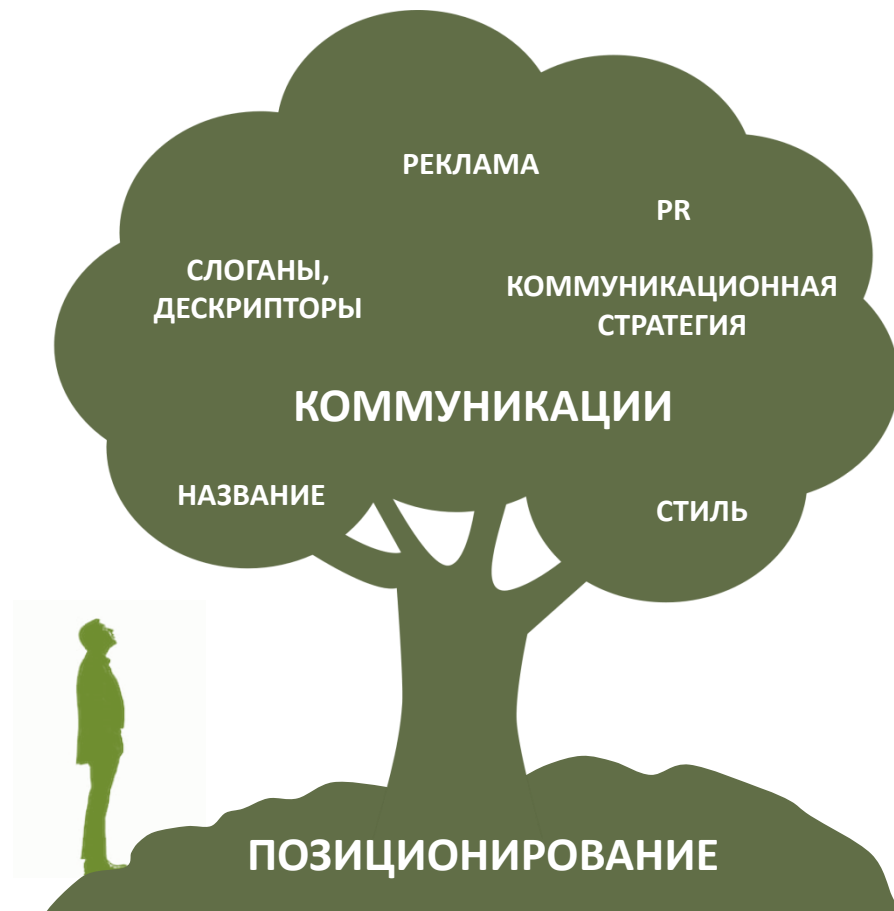 РЕКЛАМА
PR
СЛОГАНЫ,
ДЕСКРИПТОРЫ
КОММУНИКАЦИОННАЯ
СТРАТЕГИЯ
КОММУНИКАЦИИ
НАЗВАНИЕ
СТИЛЬ
ПОЗИЦИОНИРОВАНИЕ